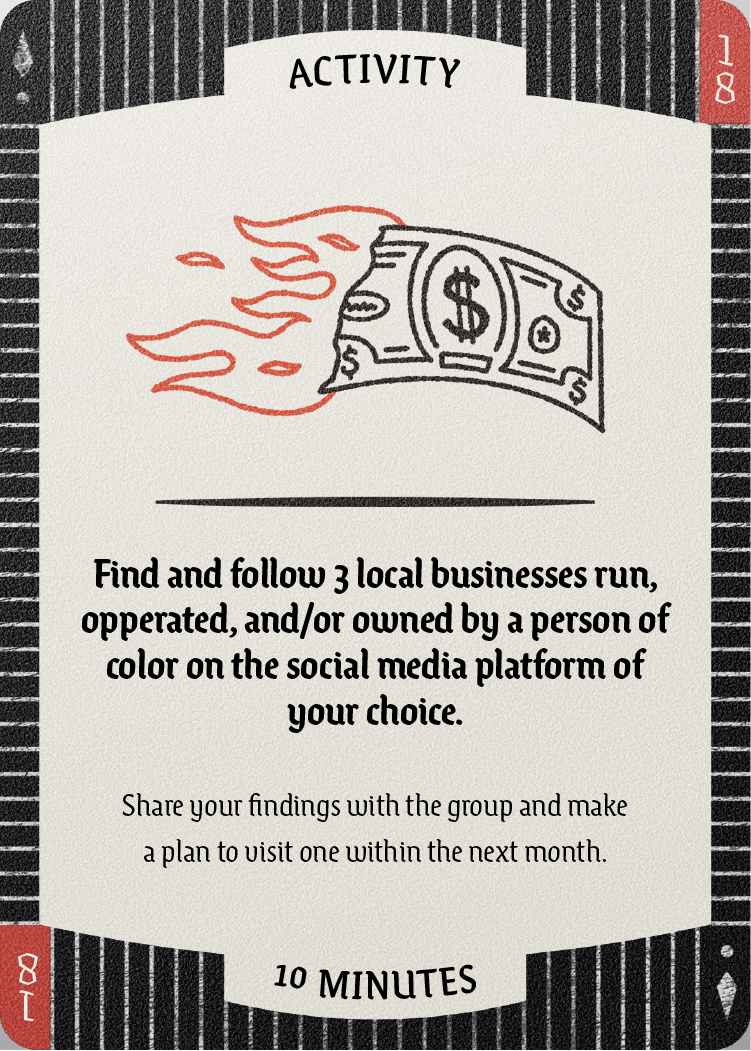 ACTIVITY
18
$
$
$
$
Find and follow 3 local businesses run,
opperated, and/or owned by a person of
color on the social media platform of
your choice.
Share your findings with the group and make
a plan to visit one within the next month.
10 MINUTES
18